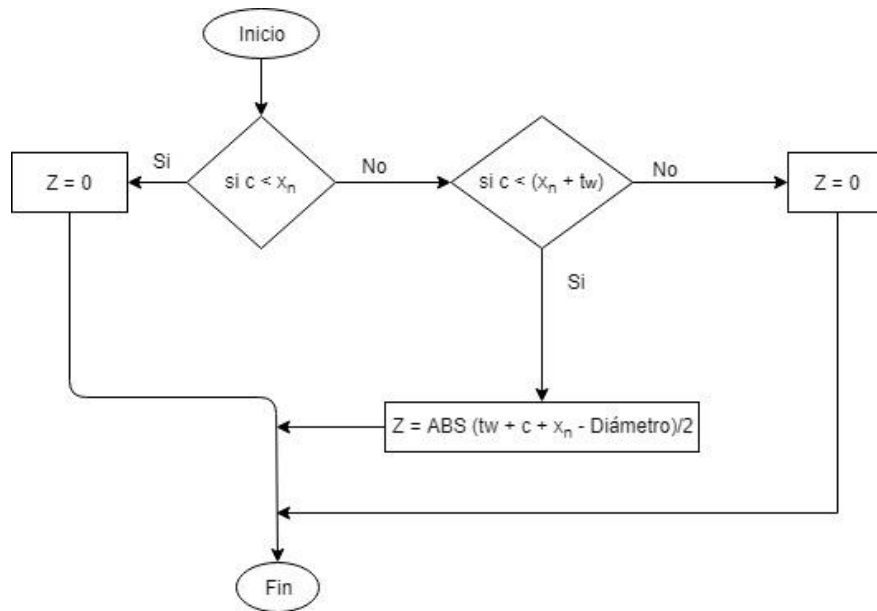 Inicio
Si
No
No
Z = 0
si c < xₙ
si c < (xₙ + tw)
Z = 0
Si
Z = ABS (tw + c + xₙ - Diámetro)/2
Fin